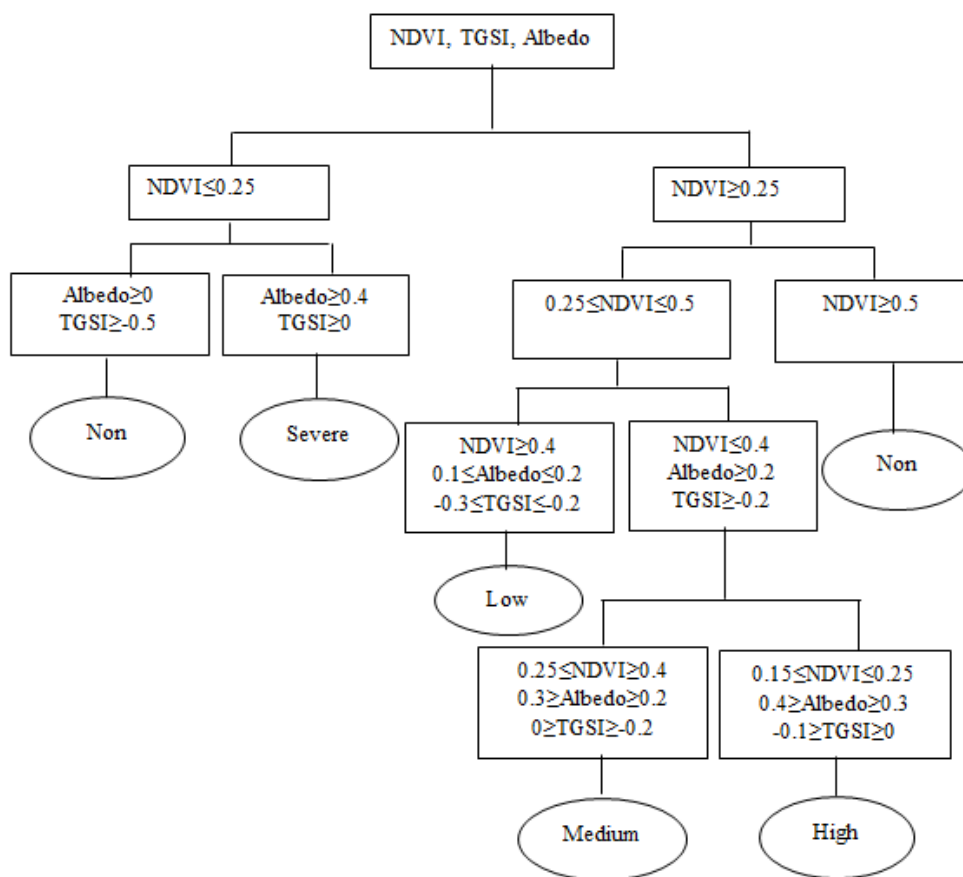 NDVI, TGSI, Albedo
NDVI≤0.25
NDVI≥0.25
Albedo≥0
TGSI≥-0.5
Albedo≥0.4
TGSI≥0
0.25≤NDVI≤0.5
NDVI≥0.5
Non
Severe
NDVI≥0.4
0.1≤Albedo≤0.2
-0.3≤TGSI≤-0.2
NDVI≤0.4
Albedo≥0.2
TGSI≥-0.2
Non
Low
0.25≤NDVI≥0.4
0.3≥Albedo≥0.2
0≥TGSI≥-0.2
0.15≤NDVI≤0.25
0.4≥Albedo≥0.3
-0.1≥TGSI≥0
Medium
High